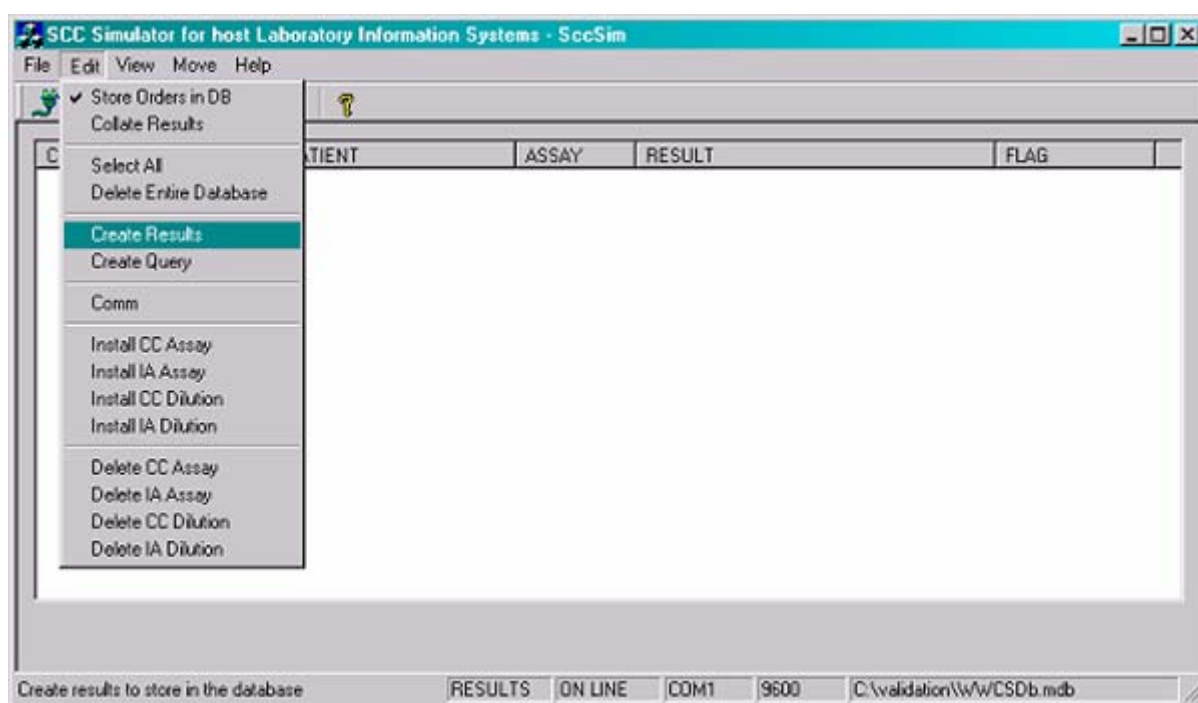 SCC Simulator for host Laboratory Information Systems - SccSim
File Edit View Move Help
Store Orders in DB
Collate Results
Select All
Delete Entire Database
Create Results
Create Query
Comm
Install CC Assay
Install IA Assay
Install CC Dilution
Install IA Dilution
Delete CC Assay
Delete IA Assay
Delete CC Dilution
Delete IA Dilution
C ATIENT ASSAY RESULT FLAG
Create results to store in the database RESULTS ON LINE COM1 9600 C:\validation\WWCSDb.mdb